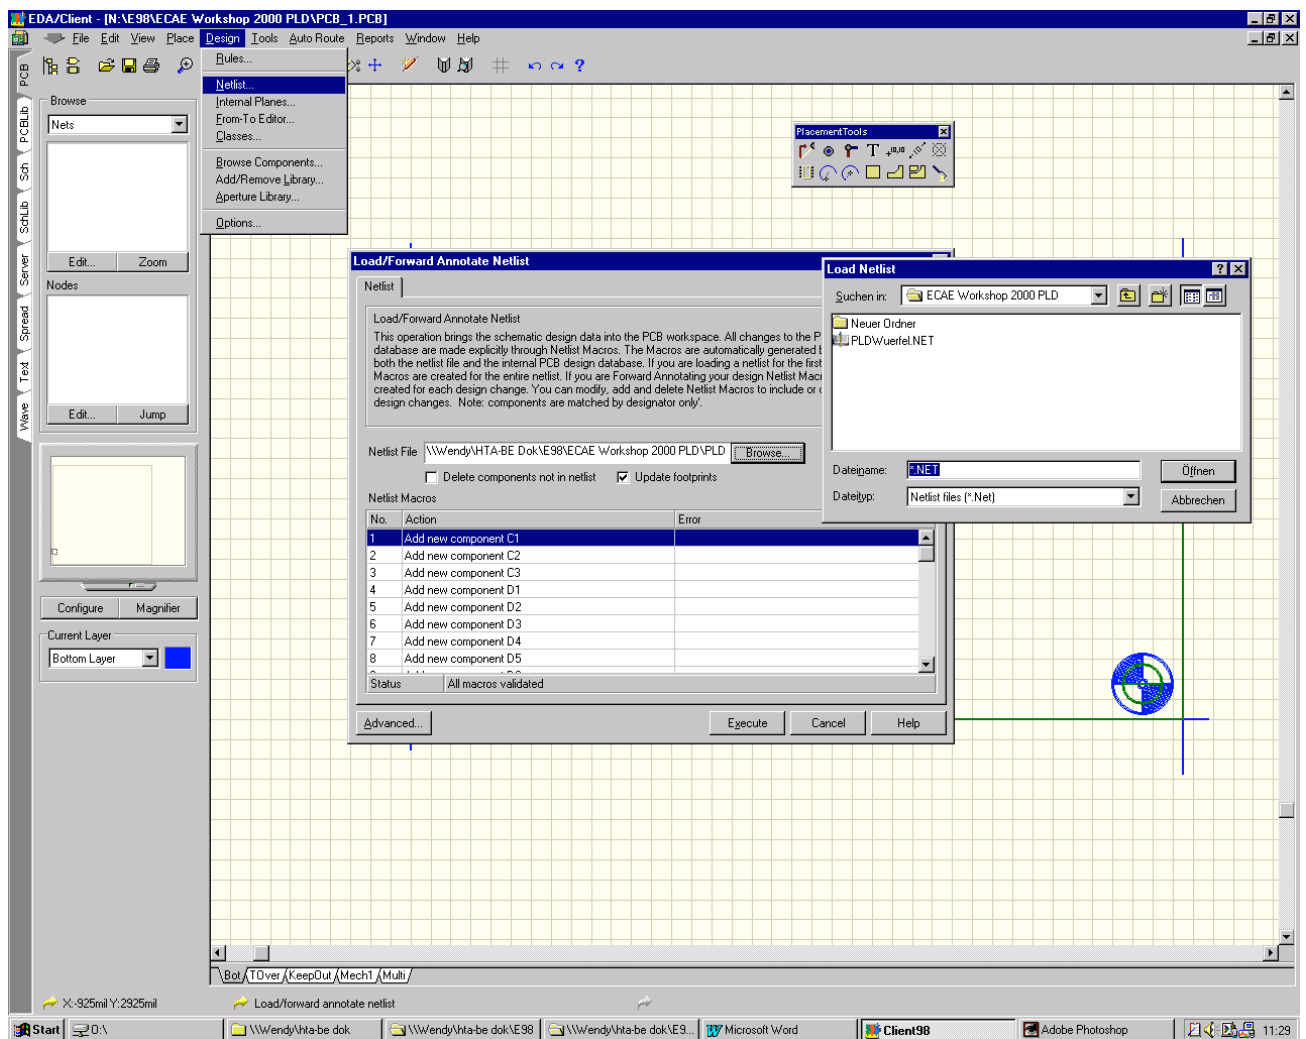 EDA/Client - [N:\E98\ECAE Workshop 2000 PLD\PCB_1.PCB]
File Edit View Place Design Tools Auto Route Reports Window Help
Rules...
Netlist...
Internal Planes...
From-To Editor...
Classes...
Browse Components...
Add/Remove Library...
Aperture Library...
Options...
PCB
PCBLib
Sch
SchLib
Server
Spread
Text
Wave
Browse
Nets
Edit... Zoom
Nodes
Edit... Jump
Configure Magnifier
Current Layer
Bottom Layer
PlacementTools
T +10,10
Load/Forward Annotate Netlist
Netlist
Load/Forward Annotate Netlist
This operation brings the schematic design data into the PCB workspace. All changes to the P
database are made explicitly through Netlist Macros. The Macros are automatically generated b
both the netlist file and the internal PCB design database. If you are loading a netlist for the first
Macros are created for the entire netlist. If you are Forward Annotating your design Netlist Mac
created for each design change. You can modify, add and delete Netlist Macros to include or
design changes. Note: components are matched by designator only'.
Netlist File \\Wendy\HTA-BE Dok\E98\ECAE Workshop 2000 PLD\PLD Browse...
Delete components not in netlist Update footprints
Netlist Macros
No. Action Error
1 Add new component C1
2 Add new component C2
3 Add new component C3
4 Add new component D1
5 Add new component D2
6 Add new component D3
7 Add new component D4
8 Add new component D5
Status All macros validated
Advanced... Execute Cancel Help
Load Netlist
Suchen in: ECAE Workshop 2000 PLD
Neuer Ordner
PLDWuerfel.NET
Dateiname: *.NET Öffnen
Dateityp: Netlist files (*.Net) Abbrechen
Bot TOver KeepOut Mech1 Multi
X:-925mil Y:2925mil Load/forward annotate netlist
Start O:\ \\Wendy\hta-be dok \\Wendy\hta-be dok\E98 \\Wendy\hta-be dok\E9... Microsoft Word Client98 Adobe Photoshop 11:29